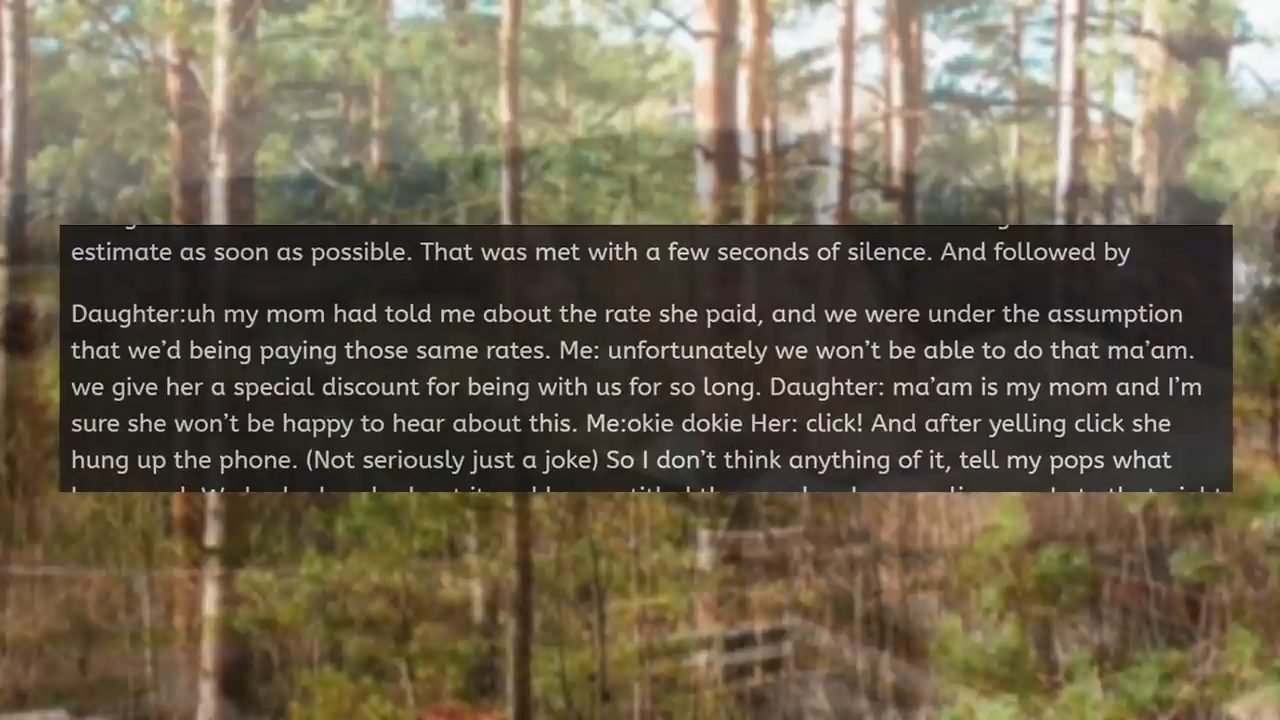 estimate as soon as possible. That was met with a few seconds of silence. And followed by
Daughter:uh my mom had told me about the rate she paid, and we were under the assumption
that we’d being paying those same rates. Me: unfortunately we won’t be able to do that ma’am.
we give her a special discount for being with us for so long. Daughter: ma’am is my mom and I’m
sure she won’t be happy to hear about this. Me:okie dokie Her: click! And after yelling click she
hung up the phone. (Not seriously just a joke) So I don’t think anything of it, tell my pops what